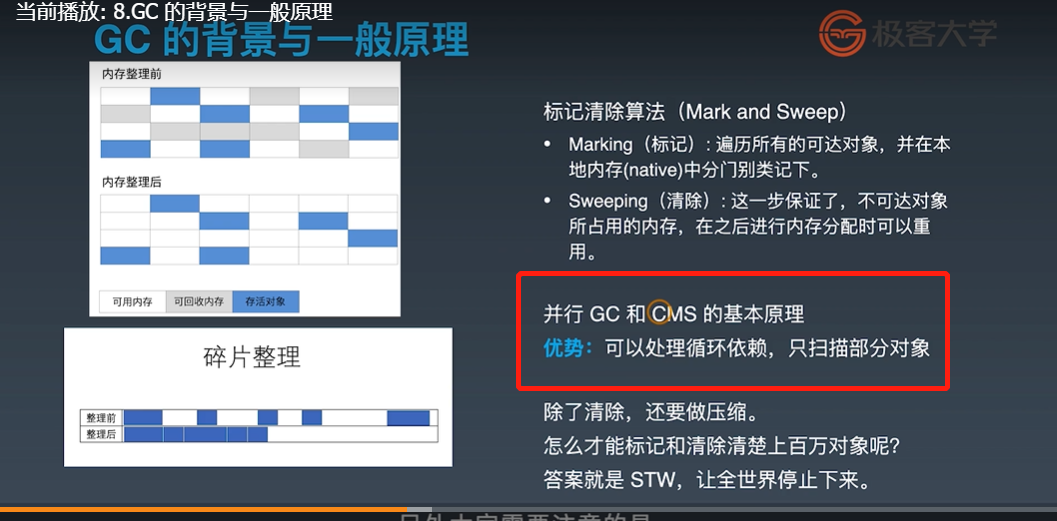 当前播放: 8.GC 的背景与一般原理
GC 的背景与一般原理
极客大学
内存整理前
内存整理后
可用内存
可回收内存
存活对象
碎片整理
整理前
整理后
标记清除算法（Mark and Sweep）
• Marking（标记）: 遍历所有的可达对象，并在本
地内存(native)中分门别类记下。
• Sweeping（清除）: 这一步保证了，不可达对象
所占用的内存，在之后进行内存分配时可以重
用。
并行 GC 和 CMS 的基本原理
优势：可以处理循环依赖，只扫描部分对象
除了清除，还要做压缩。
怎么才能标记和清除清楚上百万对象呢？
答案就是 STW，让全世界停止下来。